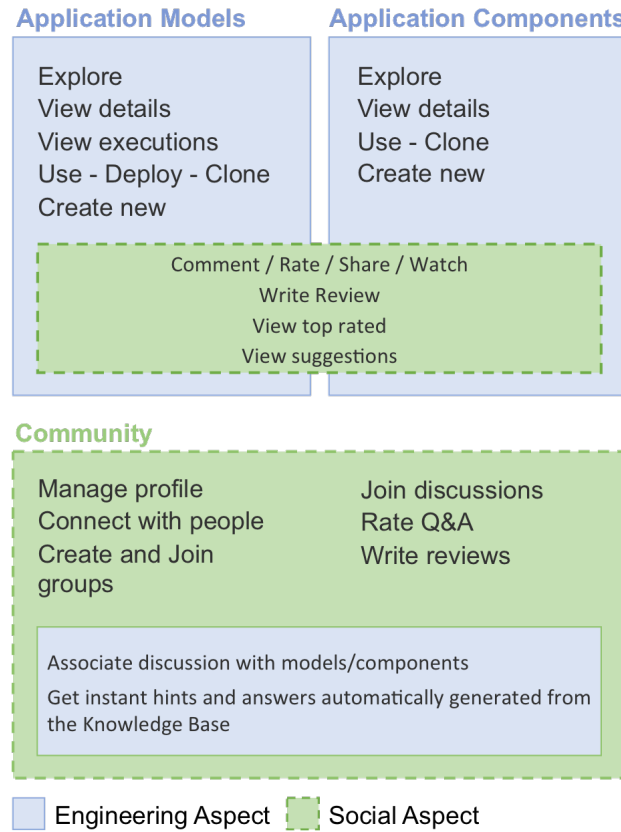 Application Models
Application Components
Explore
View details
View executions
Use - Deploy - Clone
Create new
Explore
View details
Use - Clone
Create new
Comment / Rate / Share / Watch
Write Review
View top rated
View suggestions
Community
Manage profile
Connect with people
Create and Join
groups
Join discussions
Rate Q&A
Write reviews
Associate discussion with models/components
Get instant hints and answers automatically generated from
the Knowledge Base
Engineering Aspect
Social Aspect